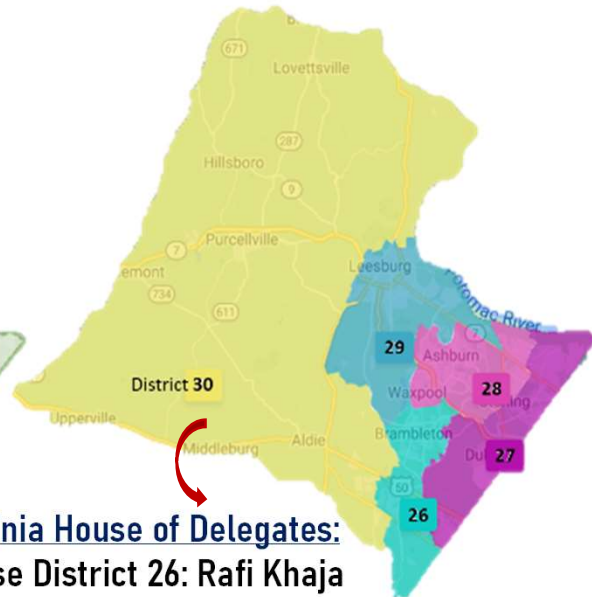 671
Lovettsville
287
Hillsboro
9
Purcellville
7
emont
734
611
Leesburg
Potomac River
7
29
Ashburn
28
Waxpool
District 30
Upperville
Middleburg
Aldie
Brambleton
27
50
26
nia House of Delegates:
se District 26: Rafi Khaja